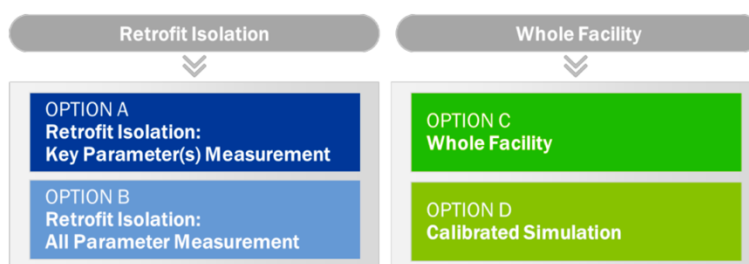 Retrofit Isolation
Whole Facility
OPTION A
Retrofit Isolation:
Key Parameter(s) Measurement
OPTION B
Retrofit Isolation:
All Parameter Measurement
OPTION C
Whole Facility
OPTION D
Calibrated Simulation